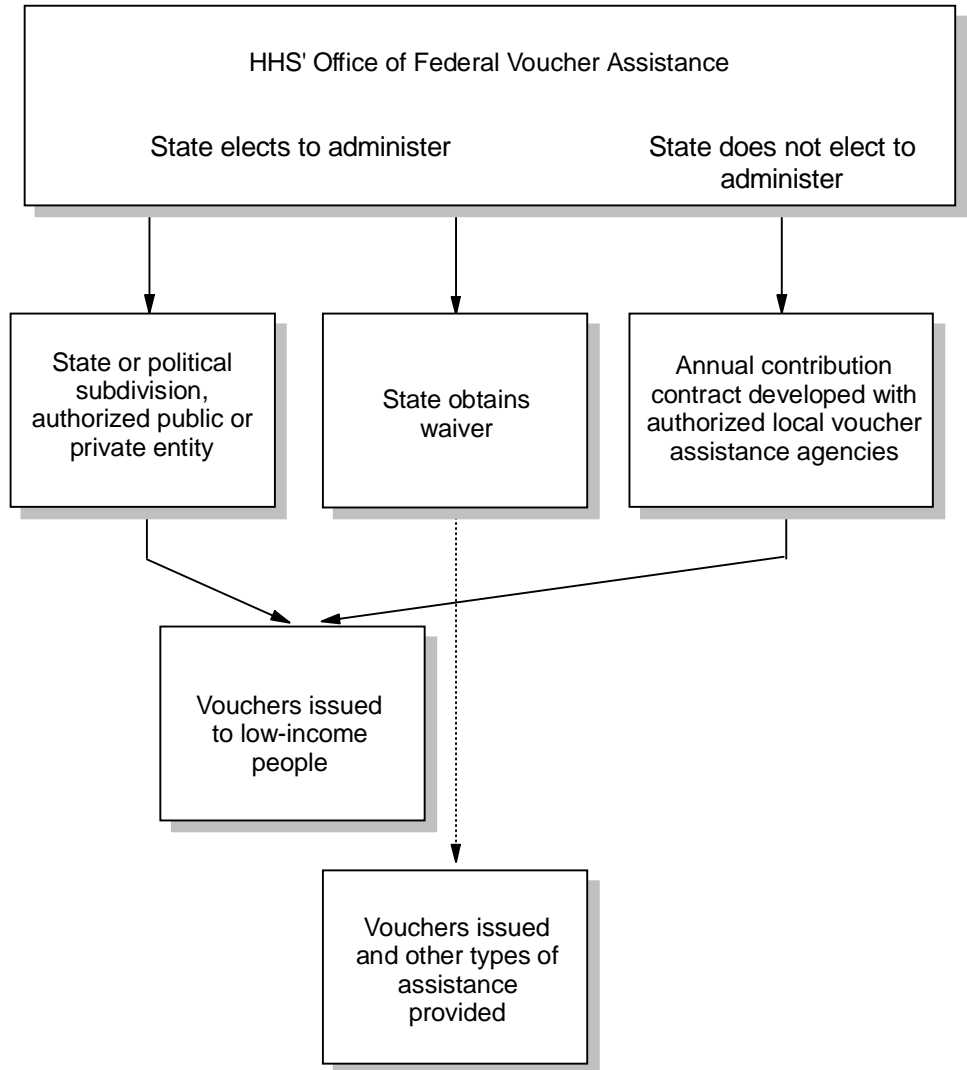 HHS' Office of Federal Voucher Assistance
State elects to administer
State does not elect to
administer
State or political
subdivision,
authorized public or
private entity
State obtains
waiver
Annual contribution
contract developed with
authorized local voucher
assistance agencies
Vouchers issued
to low-income
people
Vouchers issued
and other types of
assistance
provided